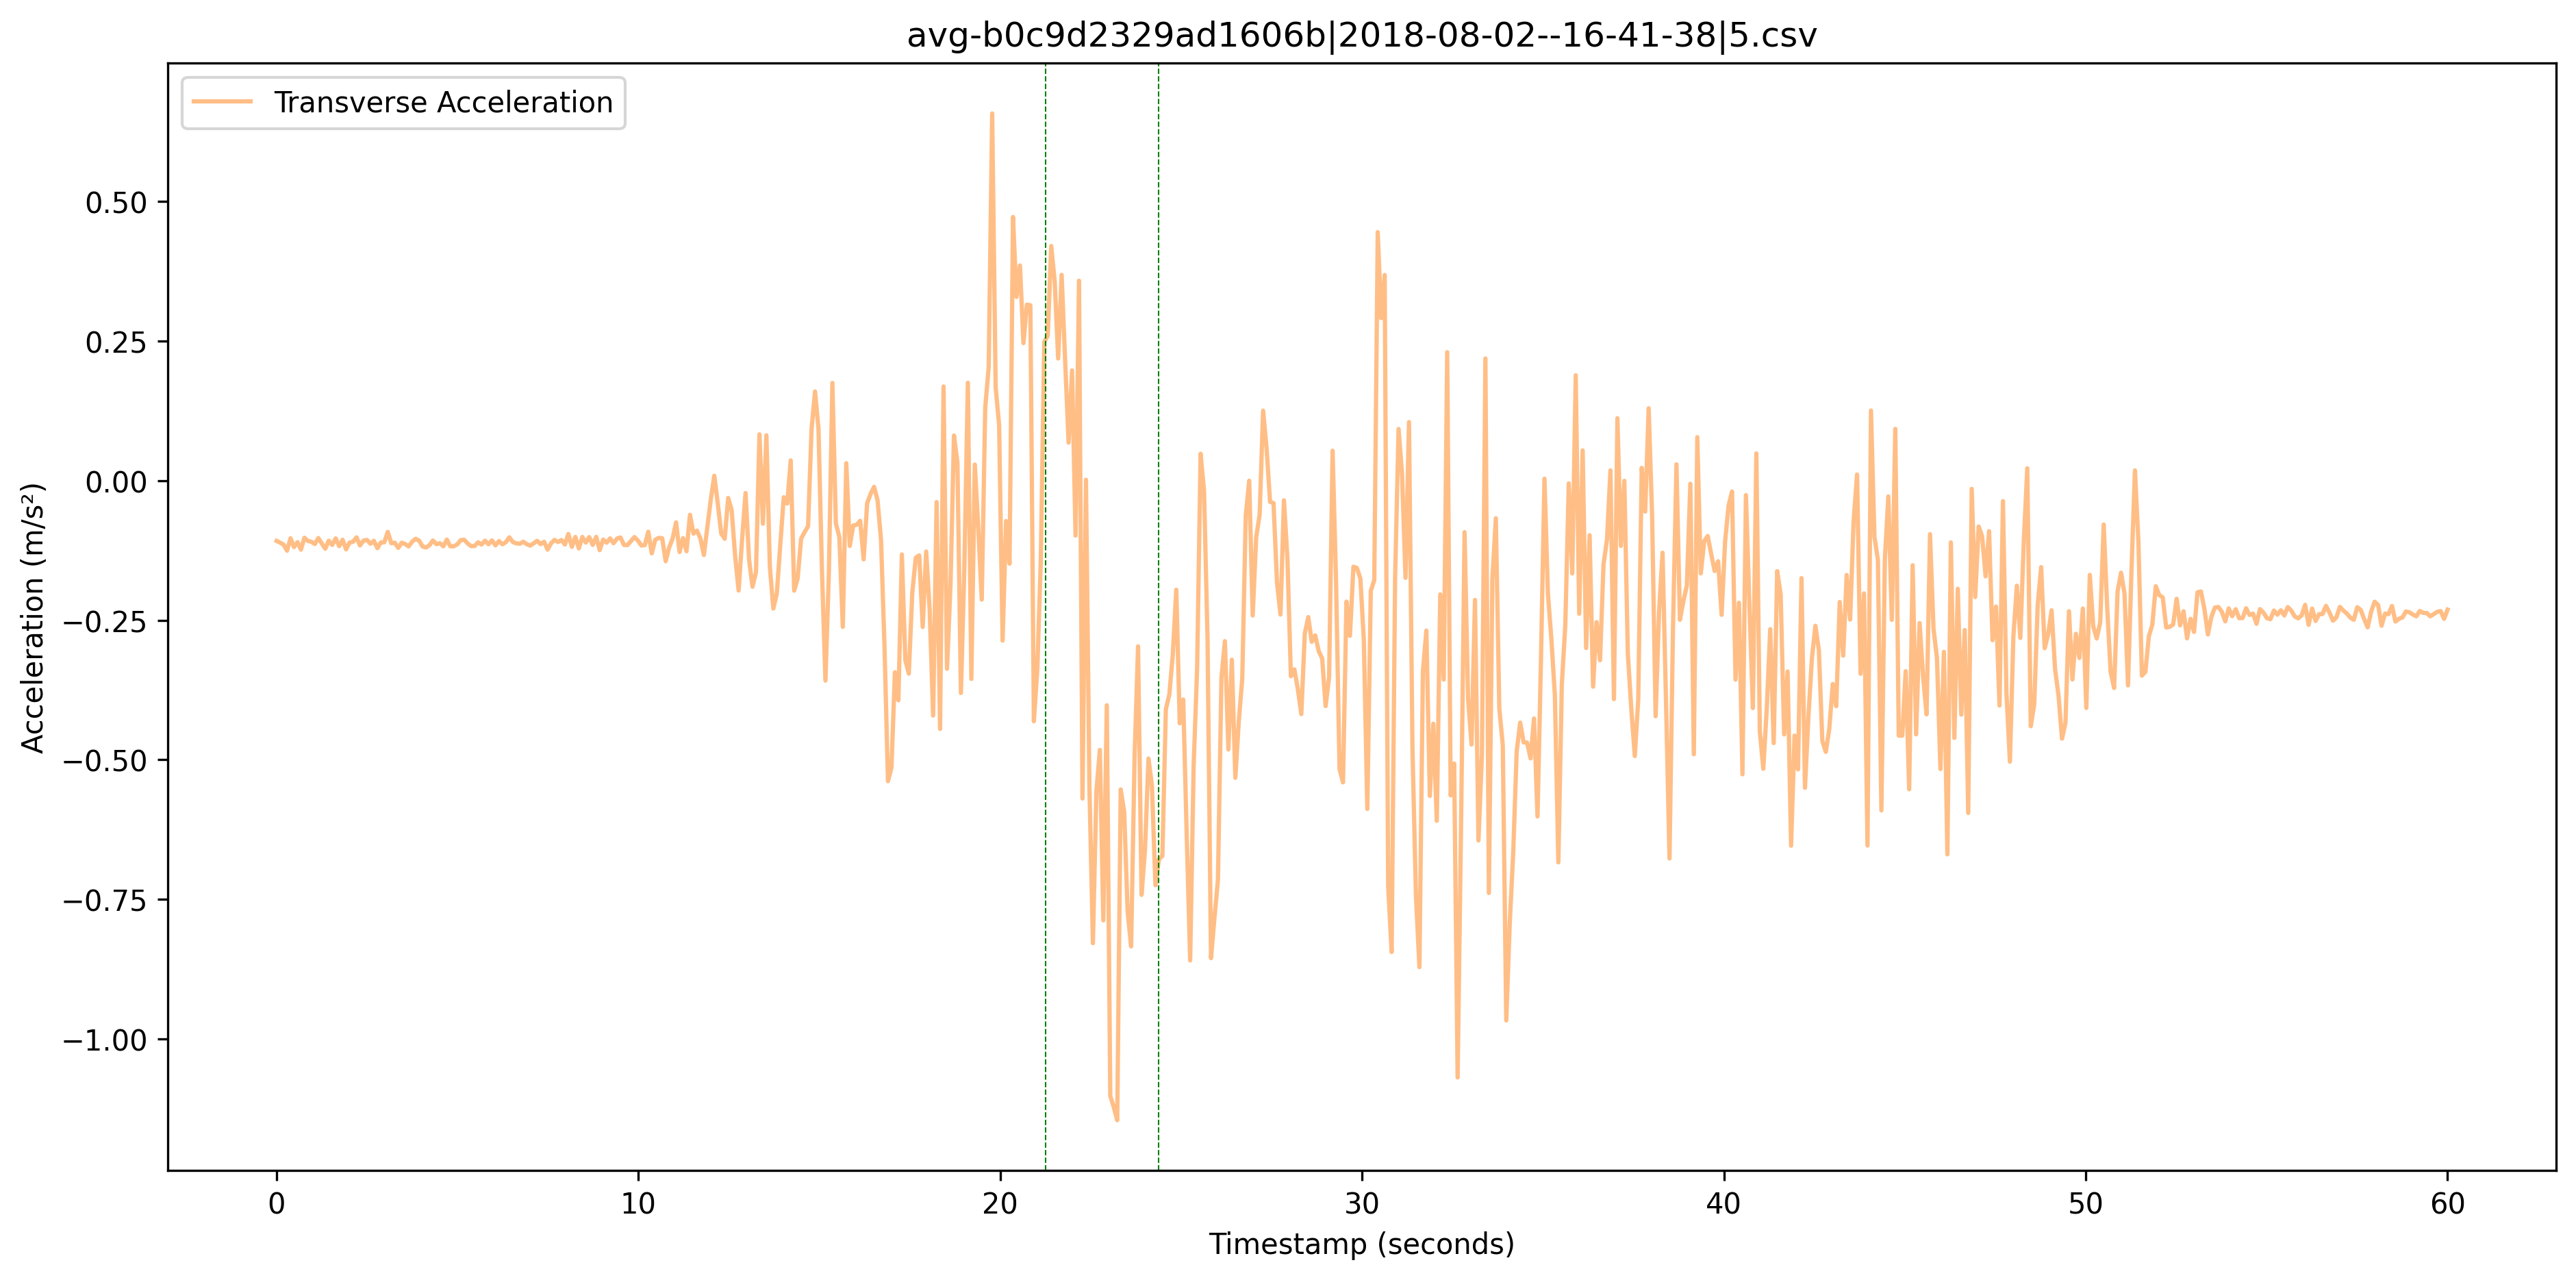 avg-b0c9d2329ad1606b|2018-08-02--16-41-38|5.csv
Transverse Acceleration
Acceleration (m/s²)
0.50
0.25
0.00
−0.25
−0.50
−0.75
−1.00
0 10 20 30 40 50 60
Timestamp (seconds)